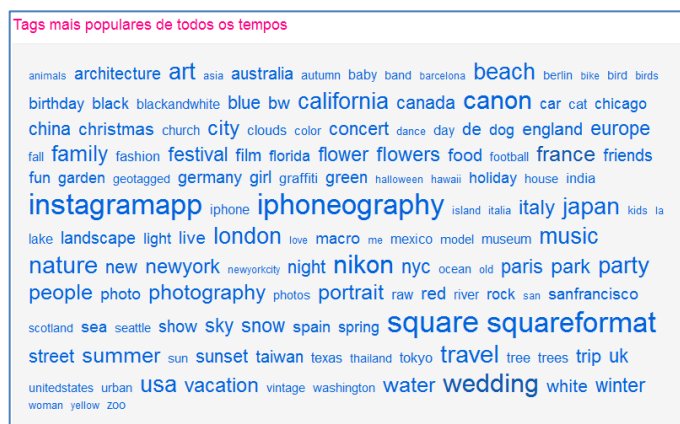 Tags mais populares de todos os tempos
animals architecture art asia australia autumn baby band barcelona beach berlin bike bird birds
birthday black blackandwhite blue bw california canada canon car cat chicago
china christmas church city clouds color concert dance day de dog england europe
fall family fashion festival film florida flower flowers food football france friends
fun garden geotagged germany girl graffiti green halloween hawaii holiday house india
instagramapp iphone iphoneography island italia italy japan kids la
lake landscape light live london love macro me mexico model museum music
nature new newyork newyorkcity night nikon nyc ocean old paris park party
people photo photography photos portrait raw red river rock san sanfrancisco
scotland sea seattle show sky snow spain spring square squareformat
street summer sun sunset taiwan texas thailand tokyo travel tree trees trip uk
unitedstates urban usa vacation vintage washington water wedding white winter
woman yellow zoo